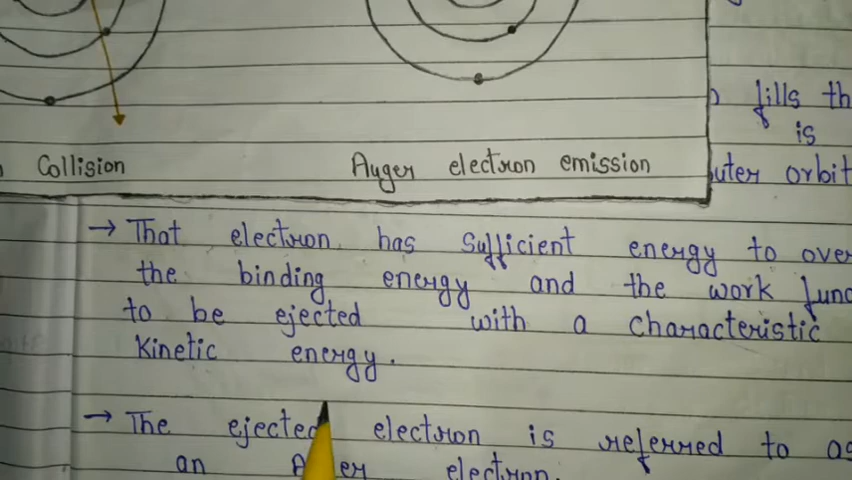 fills th
is
Collision Auger electron emission
uter orbit
→ That electron has sufficient energy to over
the binding energy and the work func
to be ejected with a characteristic
Kinetic energy.
→ The ejected electron is referred to as
an electron.